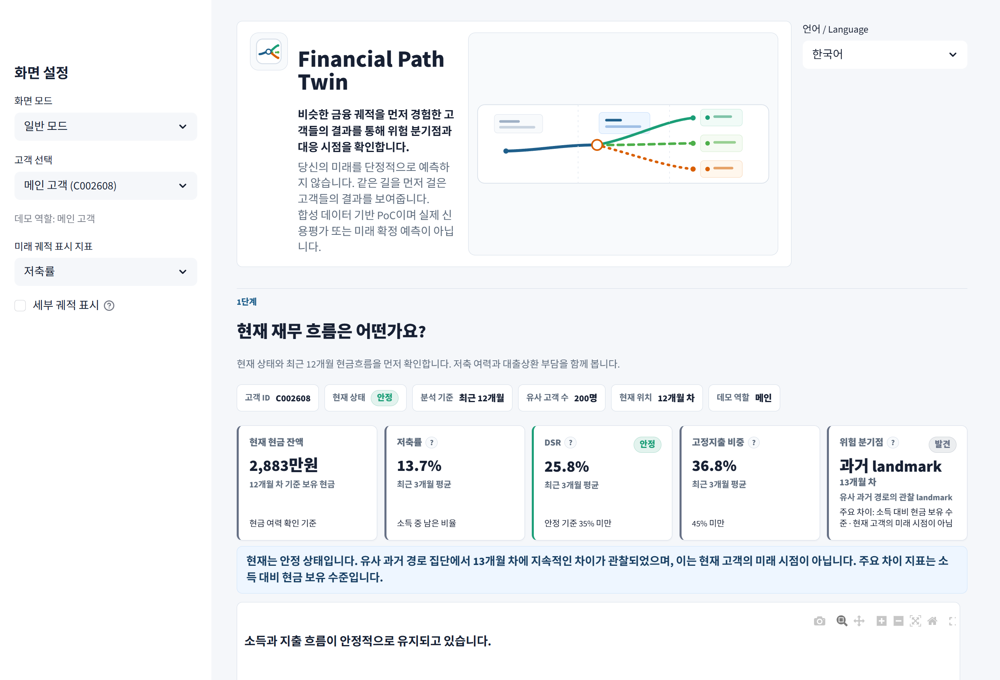 화면 설정
화면 모드
일반 모드
고객 선택
메인 고객 (C002608)
데모 역할: 메인 고객
미래 궤적 표시 지표
저축률
세부 궤적 표시 ?
Financial Path
Twin
비슷한 금융 궤적을 먼저 경험한 고
객들의 결과를 통해 위험 분기점과
대응 시점을 확인합니다.
당신의 미래를 단정적으로 예측하
지 않습니다. 같은 길을 먼저 걸은
고객들의 결과를 보여줍니다.
합성 데이터 기반 PoC이며 실제 신
용평가 또는 미래 확정 예측이 아닙
니다.
언어 / Language
한국어
1단계
현재 재무 흐름은 어떤가요?
현재 상태와 최근 12개월 현금흐름을 먼저 확인합니다. 저축 여력과 대출상환 부담을 함께 봅니다.
고객 ID C002608
현재 상태 안정
분석 기준 최근 12개월
유사 고객 수 200명
현재 위치 12개월 차
데모 역할 메인
현재 현금 잔액
2,883만원
12개월 차 기준 보유 현금
현금 여력 확인 기준
저축률 ?
13.7%
최근 3개월 평균
소득 중 남은 비율
DSR ? 안정
25.8%
최근 3개월 평균
안정 기준 35% 미만
고정지출 비중 ?
36.8%
최근 3개월 평균
45% 미만
위험 분기점 ? 발견
과거 landmark
13개월 차
유사 과거 경로의 관찰 landmark
주요 차이: 소득 대비 현금 보유 수
준 · 현재 고객의 미래 시점이 아님
현재는 안정 상태입니다. 유사 과거 경로 집단에서 13개월 차에 지속적인 차이가 관찰되었으며, 이는 현재 고객의 미래 시점이 아닙니다. 주요 차이 지표는 소
득 대비 현금 보유 수준입니다.
소득과 지출 흐름이 안정적으로 유지되고 있습니다.